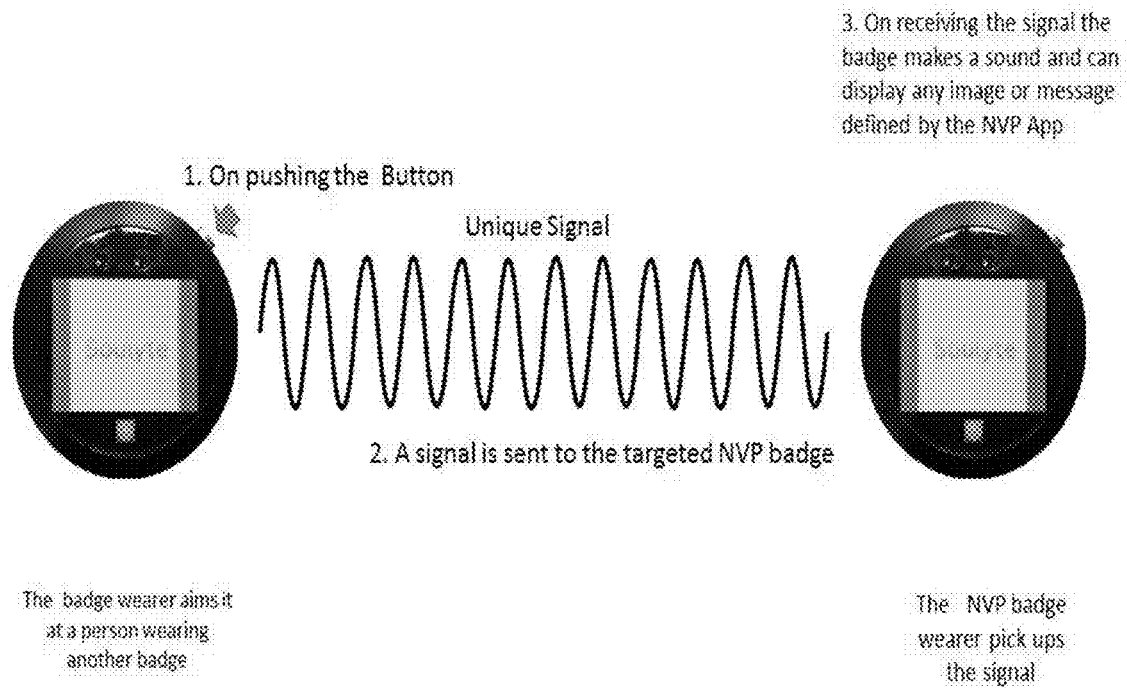 3. On receiving the signal the
badge makes a sound and can
display any image or message
defined by the NVP App
1. On pushing the Button
Unique Signal
2. A signal is sent to the targeted NVP badge
The badge wearer aims it
at a person wearing
another badge
The NVP badge
wearer pick ups
the signal